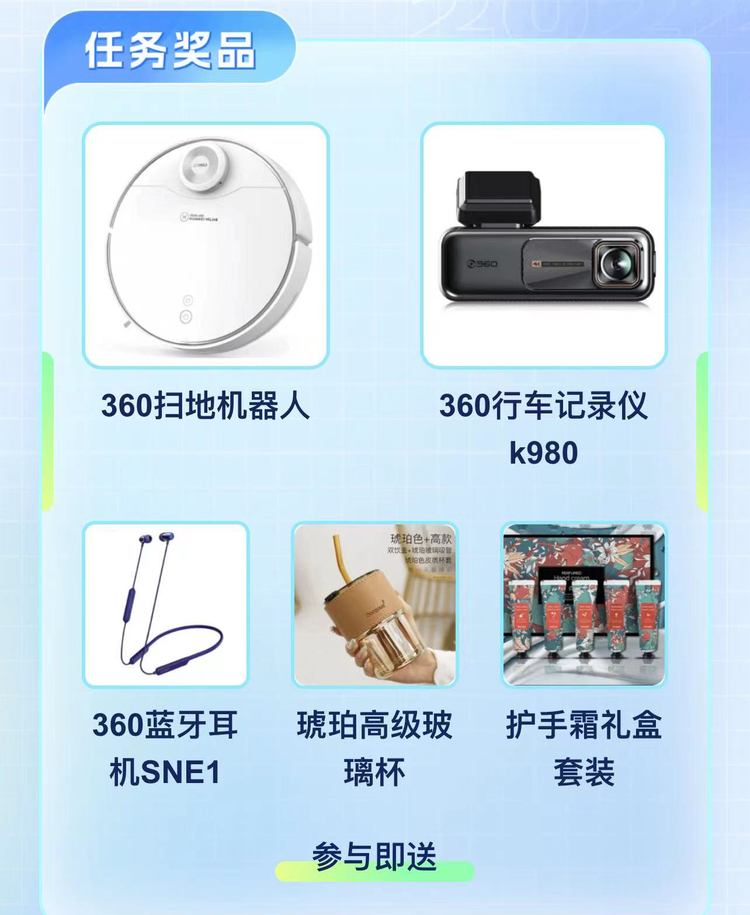 任务奖品
360
360扫地机器人
360行车记录仪
k980
琥珀色+高款
360蓝牙耳
机SNE1
琥珀高级玻
璃杯
PERFUMED
Hand cream
护手霜礼盒
套装
参与即送